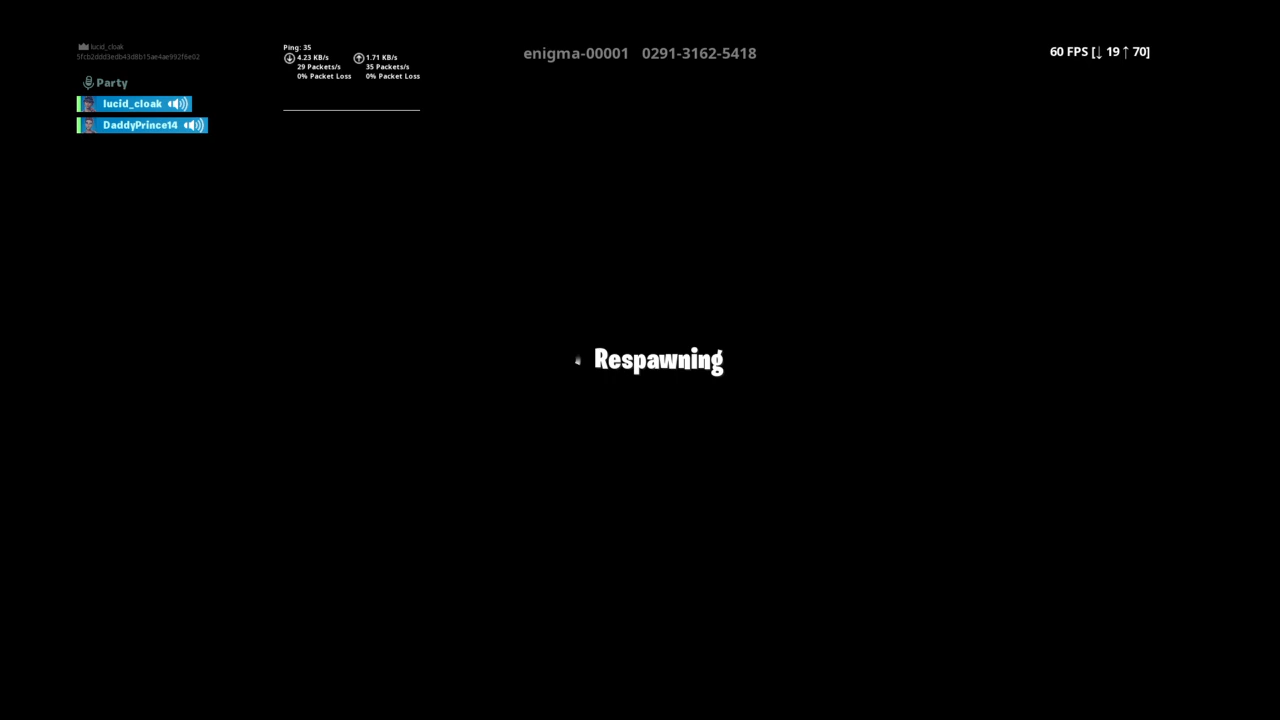 lucid_cloak
Party
lucid_cloak
DaddyPrince14
Ping: 35
4.23 KB/s 1.71 KB/s
29 Packets/s 35 Packets/s
0% Packet Loss 0% Packet Loss
enigma-00001 0291-3162-5418
60 FPS [↓ 19 ↑ 70]
Respawning